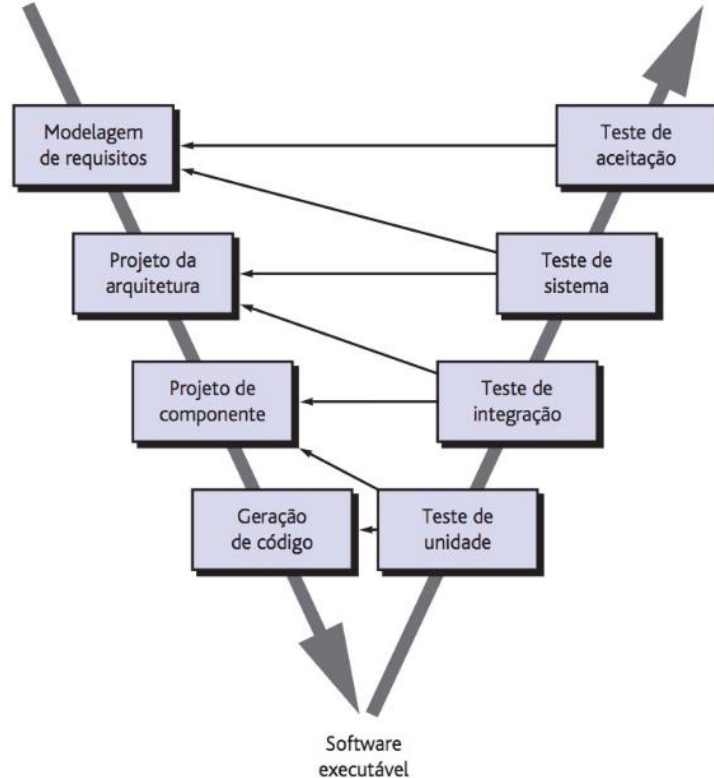 Modelagem
de requisitos
Teste de
aceitação
Projeto da
arquitetura
Teste de
sistema
Projeto de
componente
Teste de
integração
Geração
de código
Teste de
unidade
Software
executável